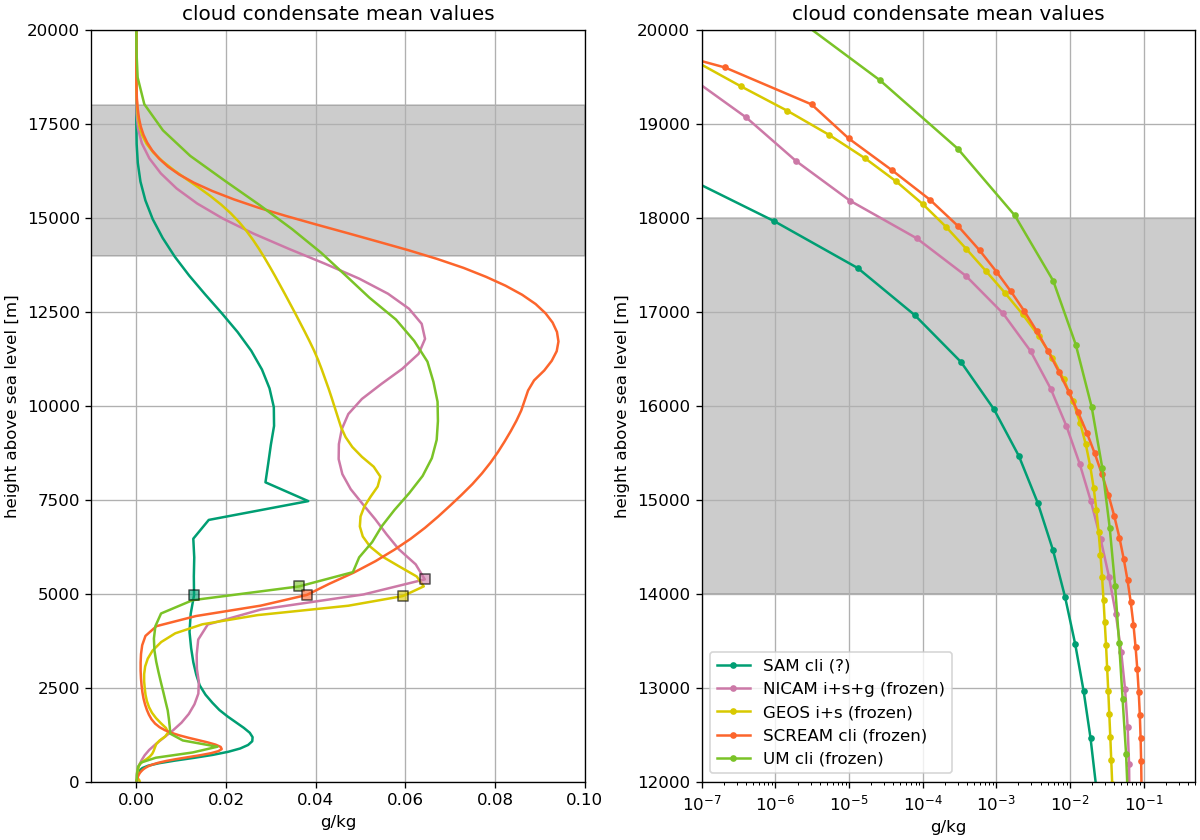 cloud condensate mean values
20000
17500
15000
12500
10000
7500
5000
2500
0
height above sea level [m]
0.00 0.02 0.04 0.06 0.08 0.10
g/kg
cloud condensate mean values
20000
19000
18000
17000
16000
15000
14000
13000
12000
height above sea level [m]
SAM cli (?)
NICAM i+s+g (frozen)
GEOS i+s (frozen)
SCREAM cli (frozen)
UM cli (frozen)
10⁻⁷ 10⁻⁶ 10⁻⁵ 10⁻⁴ 10⁻³ 10⁻² 10⁻¹
g/kg